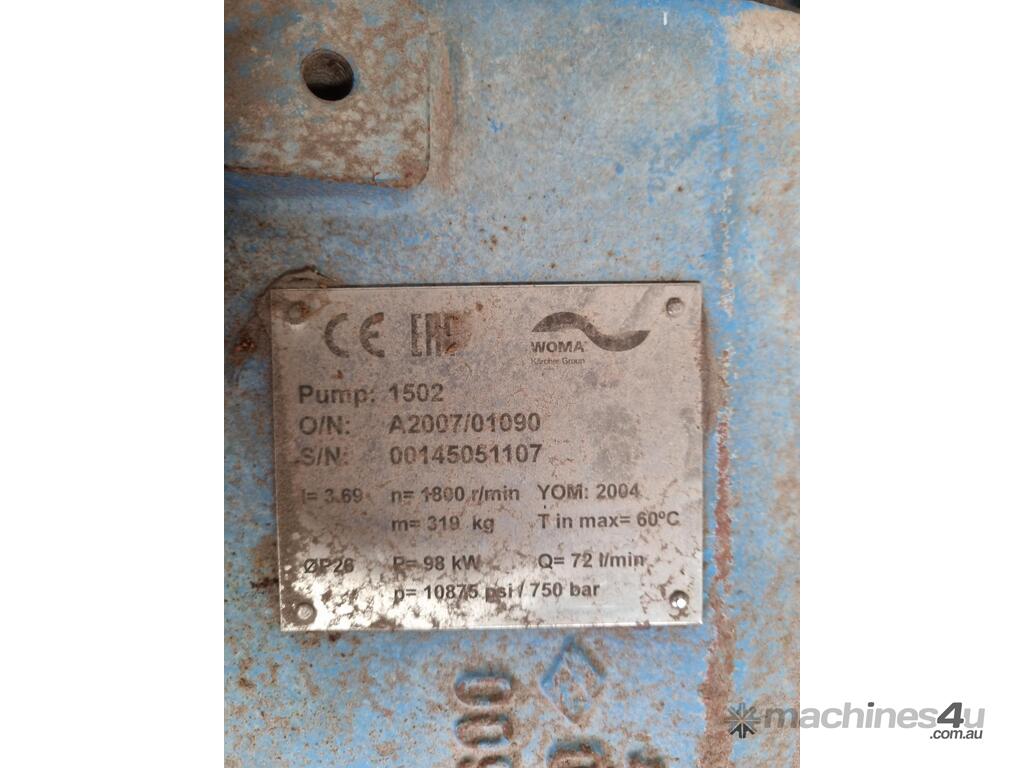 CE EAC
WOMA
Kärcher Group
Pump: 1502
O/N: A2007/01090
S/N: 00145051107
i= 3.69 n= 1800 r/min YOM: 2004
m= 319 kg T in max= 60°C
ØP26 P= 98 kW Q= 72 l/min
p= 10875 psi / 750 bar
machines4u
.com.au